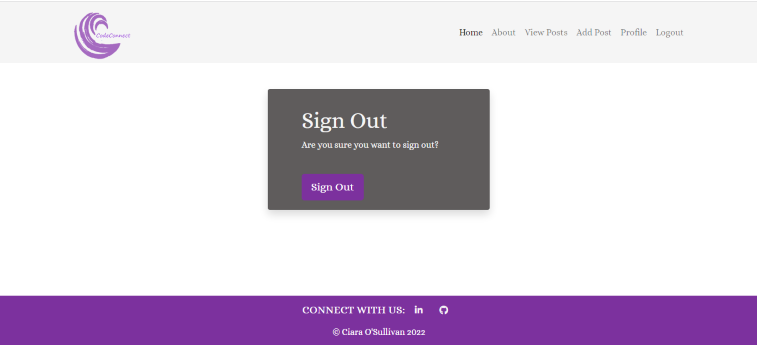 CodeConnect
Home About View Posts Add Post Profile Logout
Sign Out
Are you sure you want to sign out?
Sign Out
CONNECT WITH US:
© Ciara O'Sullivan 2022